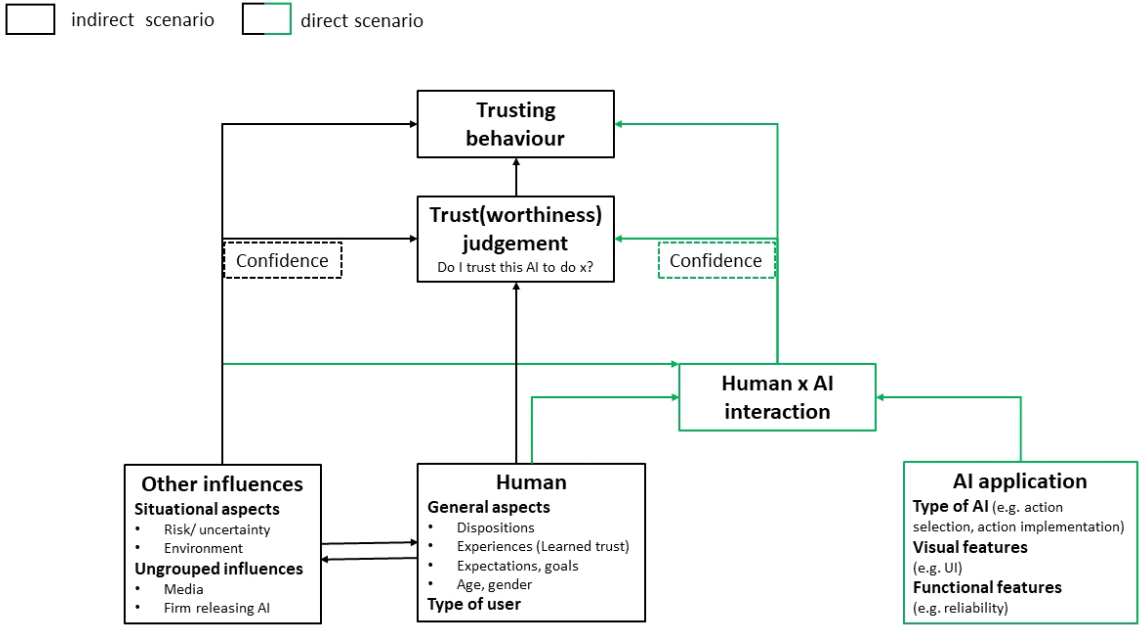 indirect scenario
direct scenario
Trusting
behaviour
Trust(worthiness)
judgement
Do I trust this AI to do x?
Confidence
Confidence
Human x AI
interaction
Other influences
Situational aspects
• Risk/ uncertainty
• Environment
Ungrouped influences
• Media
• Firm releasing AI
Human
General aspects
• Dispositions
• Experiences (Learned trust)
• Expectations, goals
• Age, gender
Type of user
AI application
Type of AI (e.g. action
selection, action implementation)
Visual features
(e.g. UI)
Functional features
(e.g. reliability)